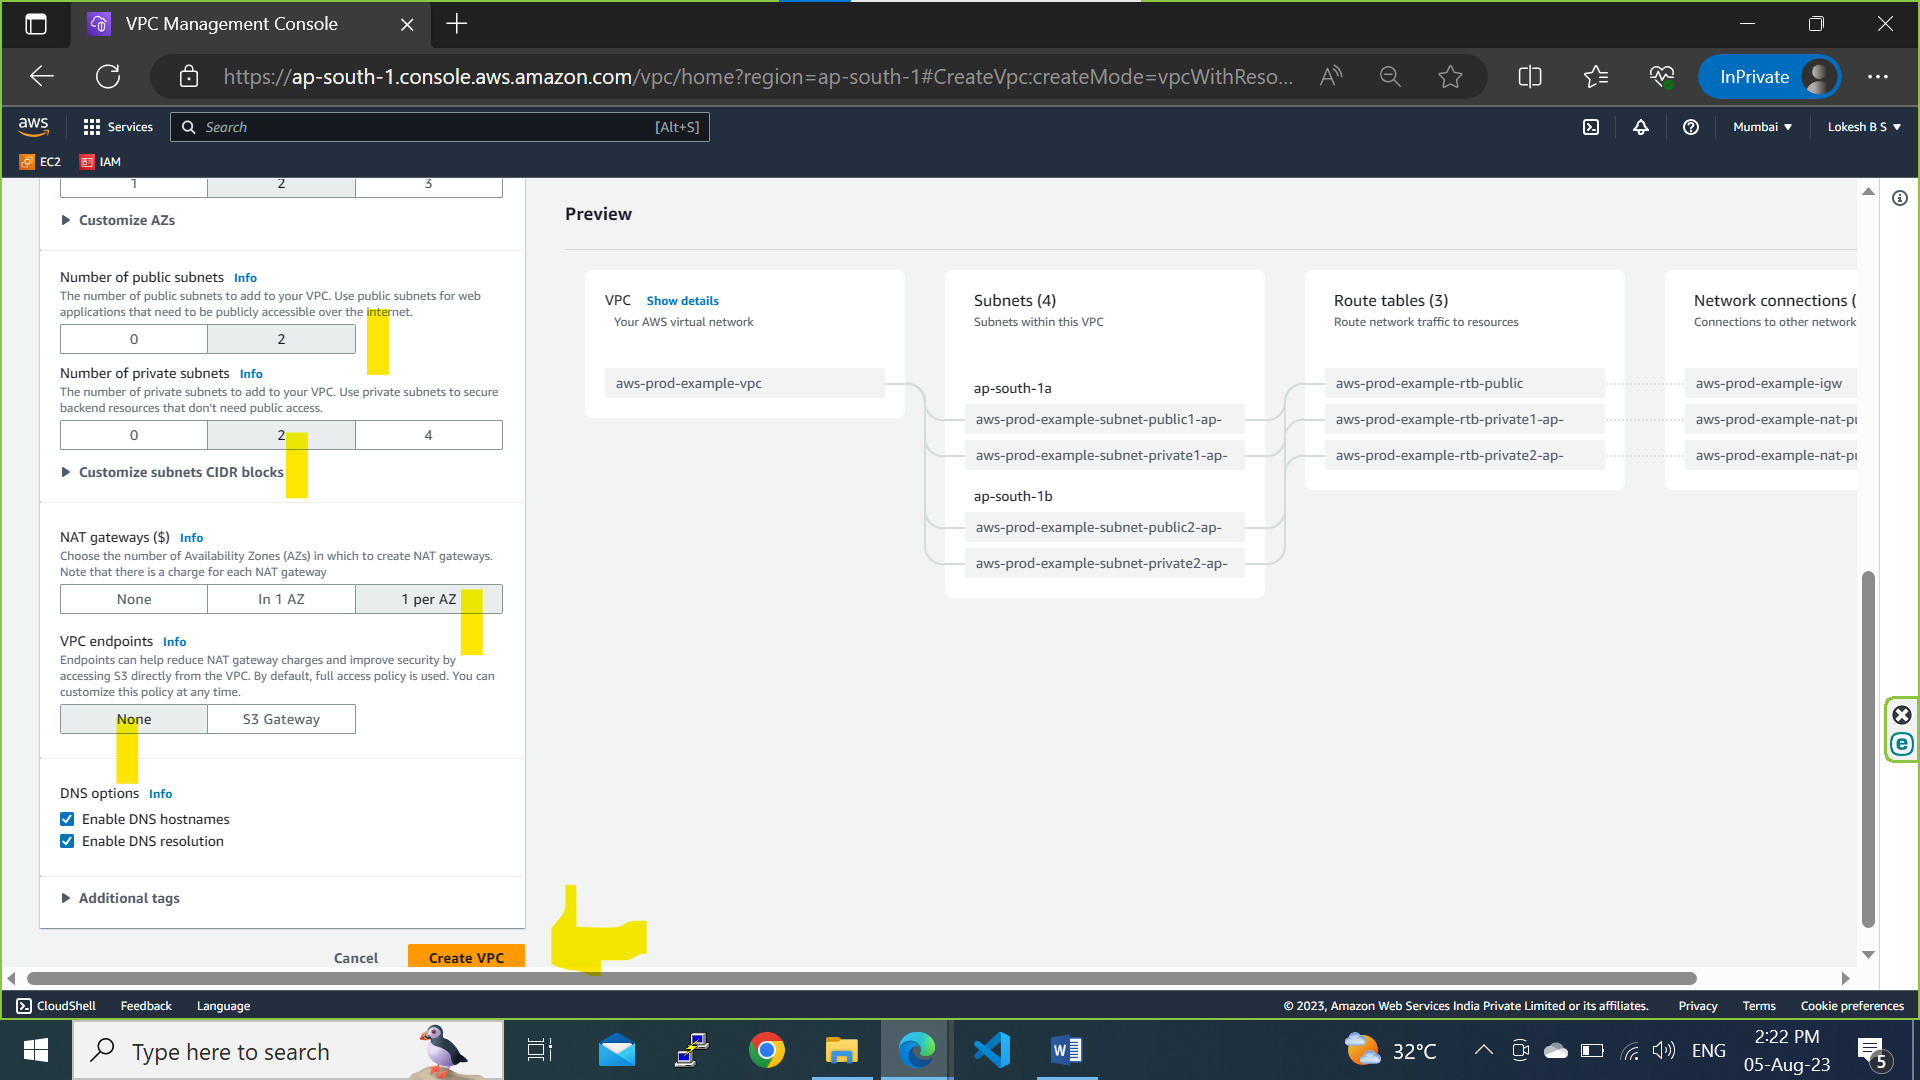 VPC Management Console
https://ap-south-1.console.aws.amazon.com/vpc/home?region=ap-south-1#CreateVpc:createMode=vpcWithReso...
InPrivate
aws
Services
Search
[Alt+S]
Mumbai
Lokesh B S
EC2
IAM
1
2
3
Customize AZs
Number of public subnets Info
The number of public subnets to add to your VPC. Use public subnets for web
applications that need to be publicly accessible over the internet.
0
2
Number of private subnets Info
The number of private subnets to add to your VPC. Use private subnets to secure
backend resources that don't need public access.
0
2
4
Customize subnets CIDR blocks
NAT gateways ($) Info
Choose the number of Availability Zones (AZs) in which to create NAT gateways.
Note that there is a charge for each NAT gateway
None
In 1 AZ
1 per AZ
VPC endpoints Info
Endpoints can help reduce NAT gateway charges and improve security by
accessing S3 directly from the VPC. By default, full access policy is used. You can
customize this policy at any time.
None
S3 Gateway
DNS options Info
Enable DNS hostnames
Enable DNS resolution
Additional tags
Cancel
Create VPC
Preview
VPC Show details
Your AWS virtual network
aws-prod-example-vpc
Subnets (4)
Subnets within this VPC
ap-south-1a
aws-prod-example-subnet-public1-ap-
aws-prod-example-subnet-private1-ap-
ap-south-1b
aws-prod-example-subnet-public2-ap-
aws-prod-example-subnet-private2-ap-
Route tables (3)
Route network traffic to resources
aws-prod-example-rtb-public
aws-prod-example-rtb-private1-ap-
aws-prod-example-rtb-private2-ap-
Network connections (
Connections to other network
aws-prod-example-igw
aws-prod-example-nat-pu
aws-prod-example-nat-pu
CloudShell
Feedback
Language
© 2023, Amazon Web Services India Private Limited or its affiliates.
Privacy
Terms
Cookie preferences
Type here to search
32°C
ENG
2:22 PM
05-Aug-23
5